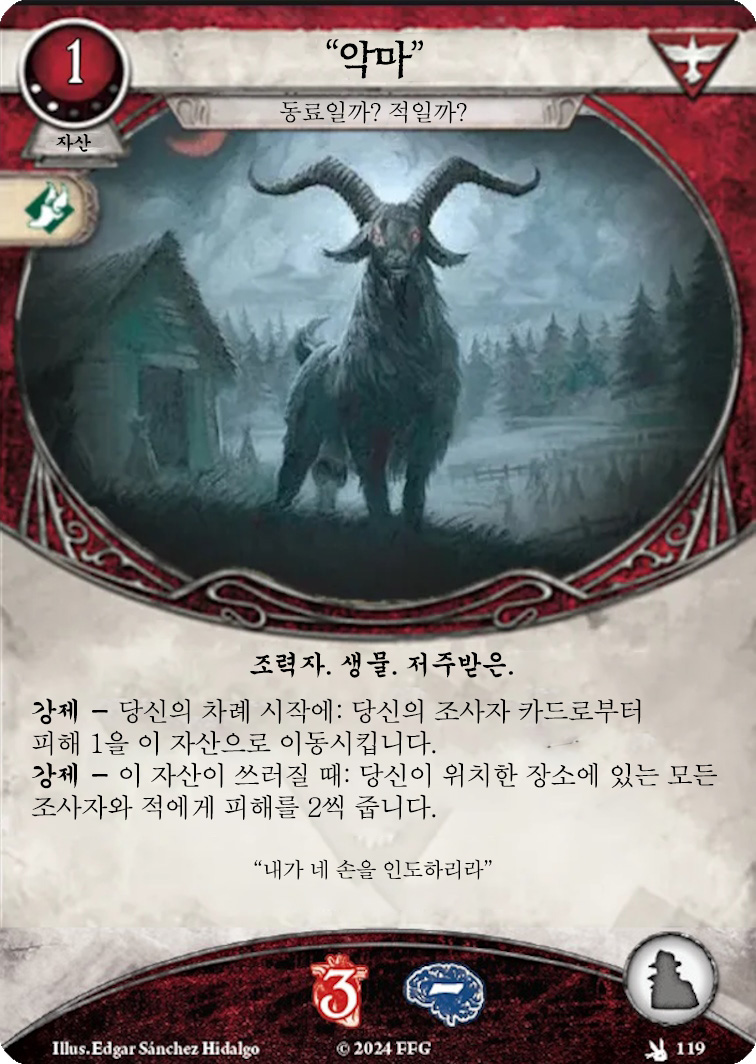 1
“악마”
자산
동료일까? 적일까?
조력자. 생물. 저주받은.
강제 – 당신의 차례 시작에: 당신의 조사자 카드로부터
피해 1을 이 자산으로 이동시킵니다.
강제 – 이 자산이 쓰러질 때: 당신이 위치한 장소에 있는 모든
조사자와 적에게 피해를 2씩 줍니다.
“내가 네 손을 인도하리라”
3
–
Illus. Edgar Sánchez Hidalgo
© 2024 FFG
119